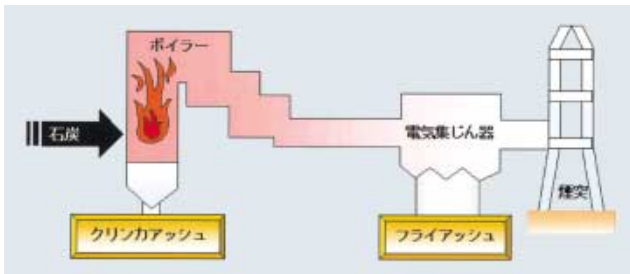 ボイラー
石炭
電気集じん器
煙突
クリンカアッシュ
フライアッシュ